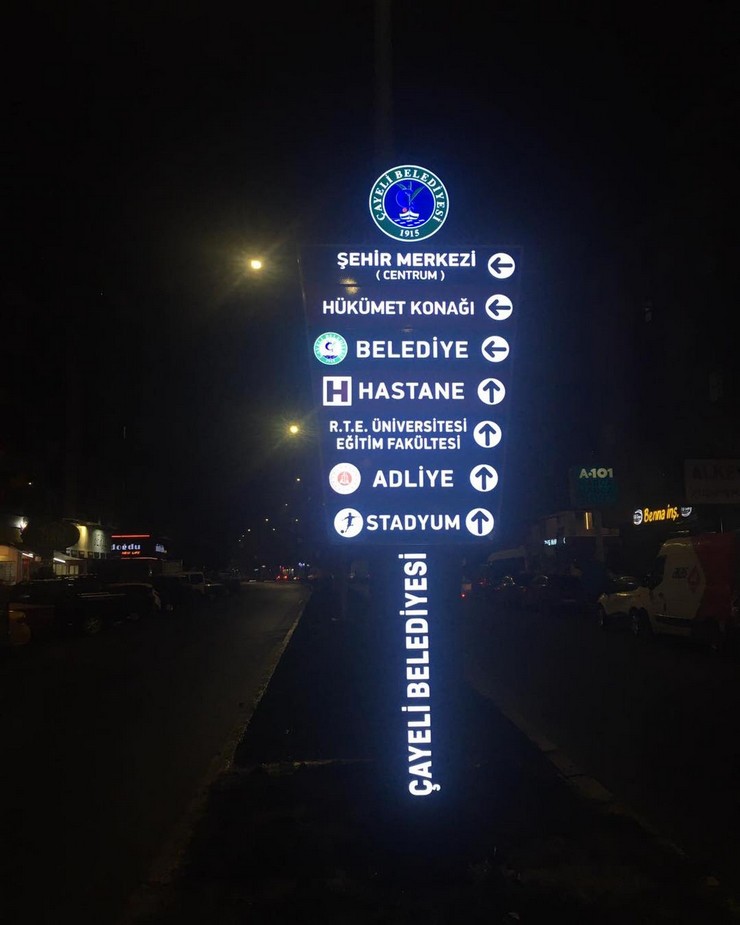 ÇAYELİ BELEDİYESİ
1915
ŞEHİR MERKEZİ
( CENTRUM )
HÜKÜMET KONAĞI
BELEDİYE
H HASTANE
R.T.E. ÜNİVERSİTESİ
EĞİTİM FAKÜLTESİ
ADLİYE
STADYUM
ÇAYELİ BELEDİYESİ
A-101
Benna inş.